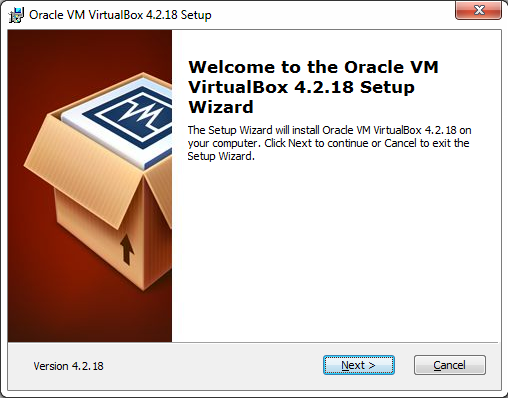 Oracle VM VirtualBox 4.2.18 Setup
Welcome to the Oracle VM
VirtualBox 4.2.18 Setup
Wizard
The Setup Wizard will install Oracle VM VirtualBox 4.2.18 on
your computer. Click Next to continue or Cancel to exit the
Setup Wizard.
Version 4.2.18
Next >
Cancel